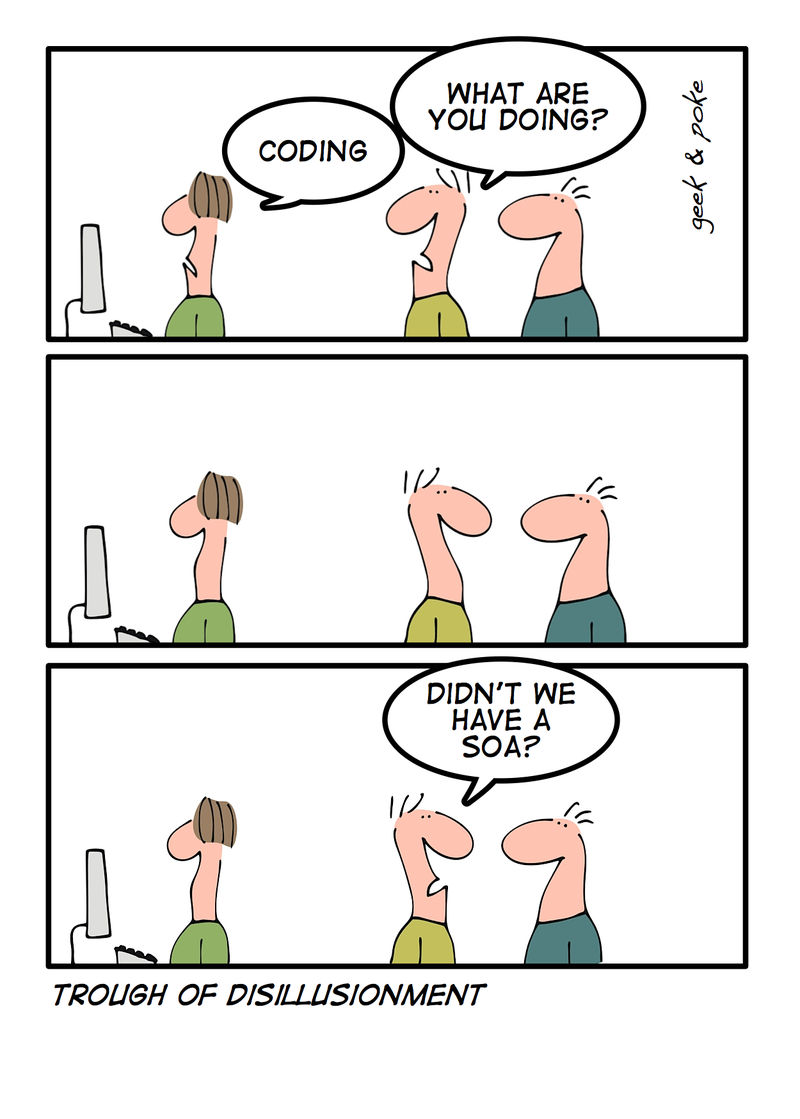 WHAT ARE
YOU DOING?
CODING
geek & poke
DIDN'T WE
HAVE A
SOA?
TROUGH OF DISILLUSIONMENT